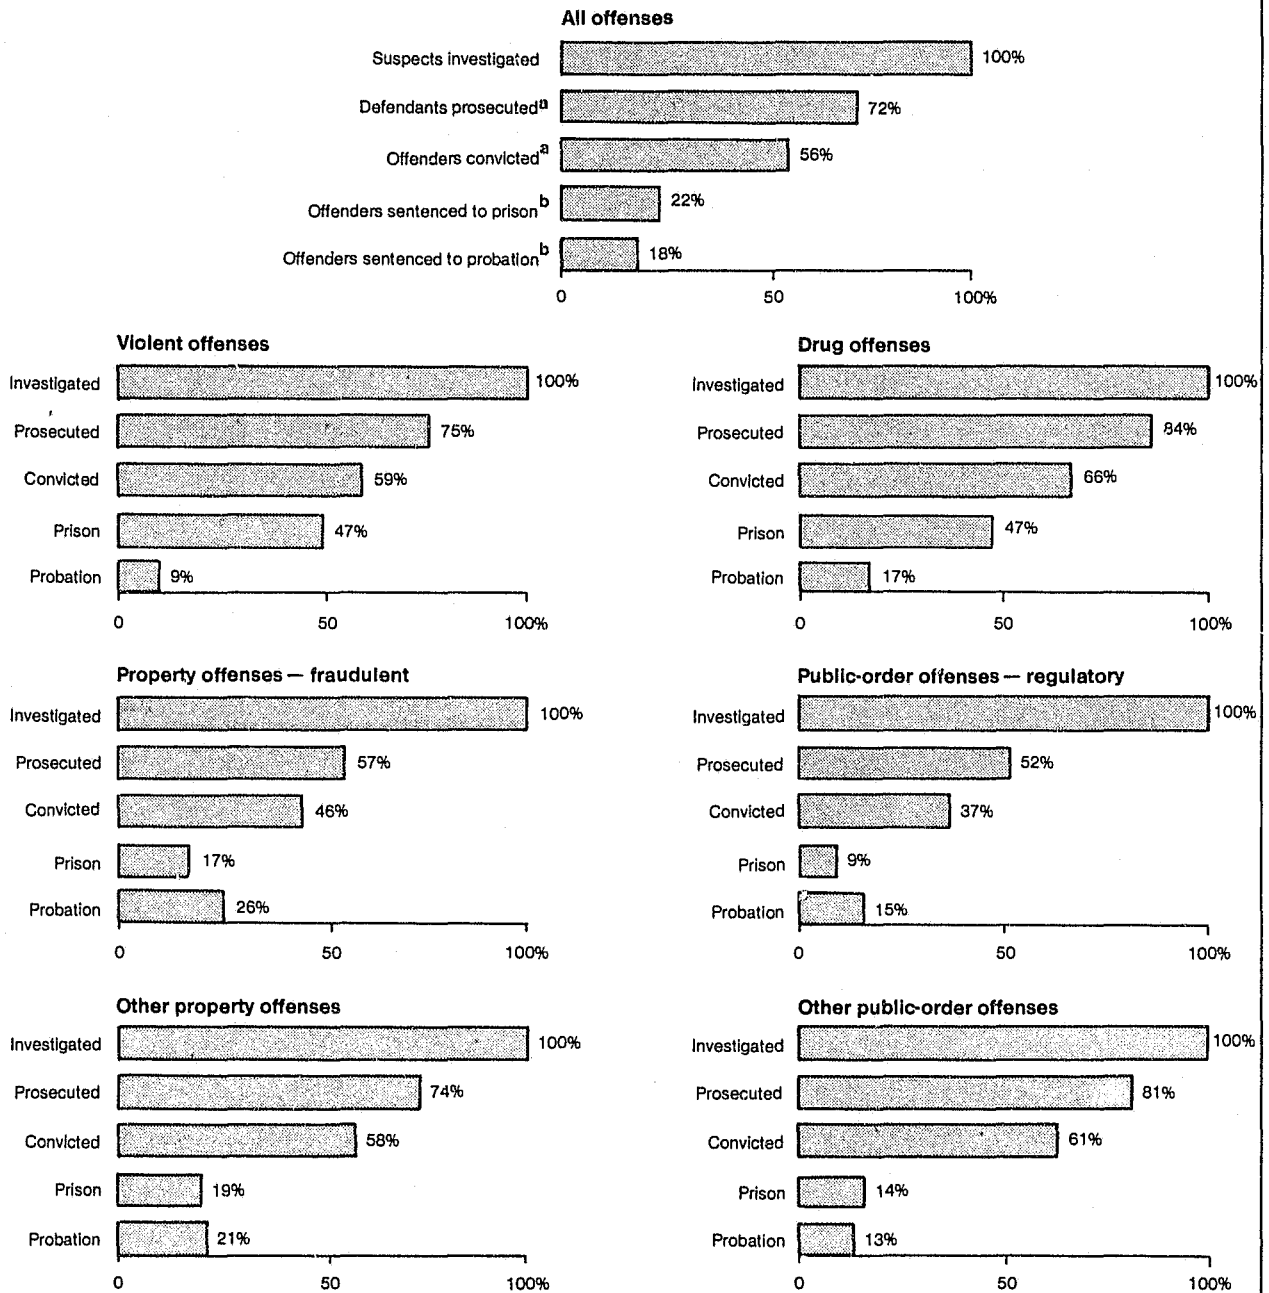 All offenses
Suspects investigated 100%
Defendants prosecuted^a 72%
Offenders convicted^a 56%
Offenders sentenced to prison^b 22%
Offenders sentenced to probation^b 18%
0 50 100%
Violent offenses
Investigated 100%
Prosecuted 75%
Convicted 59%
Prison 47%
Probation 9%
0 50 100%
Drug offenses
Investigated 100%
Prosecuted 84%
Convicted 66%
Prison 47%
Probation 17%
0 50 100%
Property offenses — fraudulent
Investigated 100%
Prosecuted 57%
Convicted 46%
Prison 17%
Probation 26%
0 50 100%
Public-order offenses — regulatory
Investigated 100%
Prosecuted 52%
Convicted 37%
Prison 9%
Probation 15%
0 50 100%
Other property offenses
Investigated 100%
Prosecuted 74%
Convicted 58%
Prison 19%
Probation 21%
0 50 100%
Other public-order offenses
Investigated 100%
Prosecuted 81%
Convicted 61%
Prison 14%
Probation 13%
0 50 100%